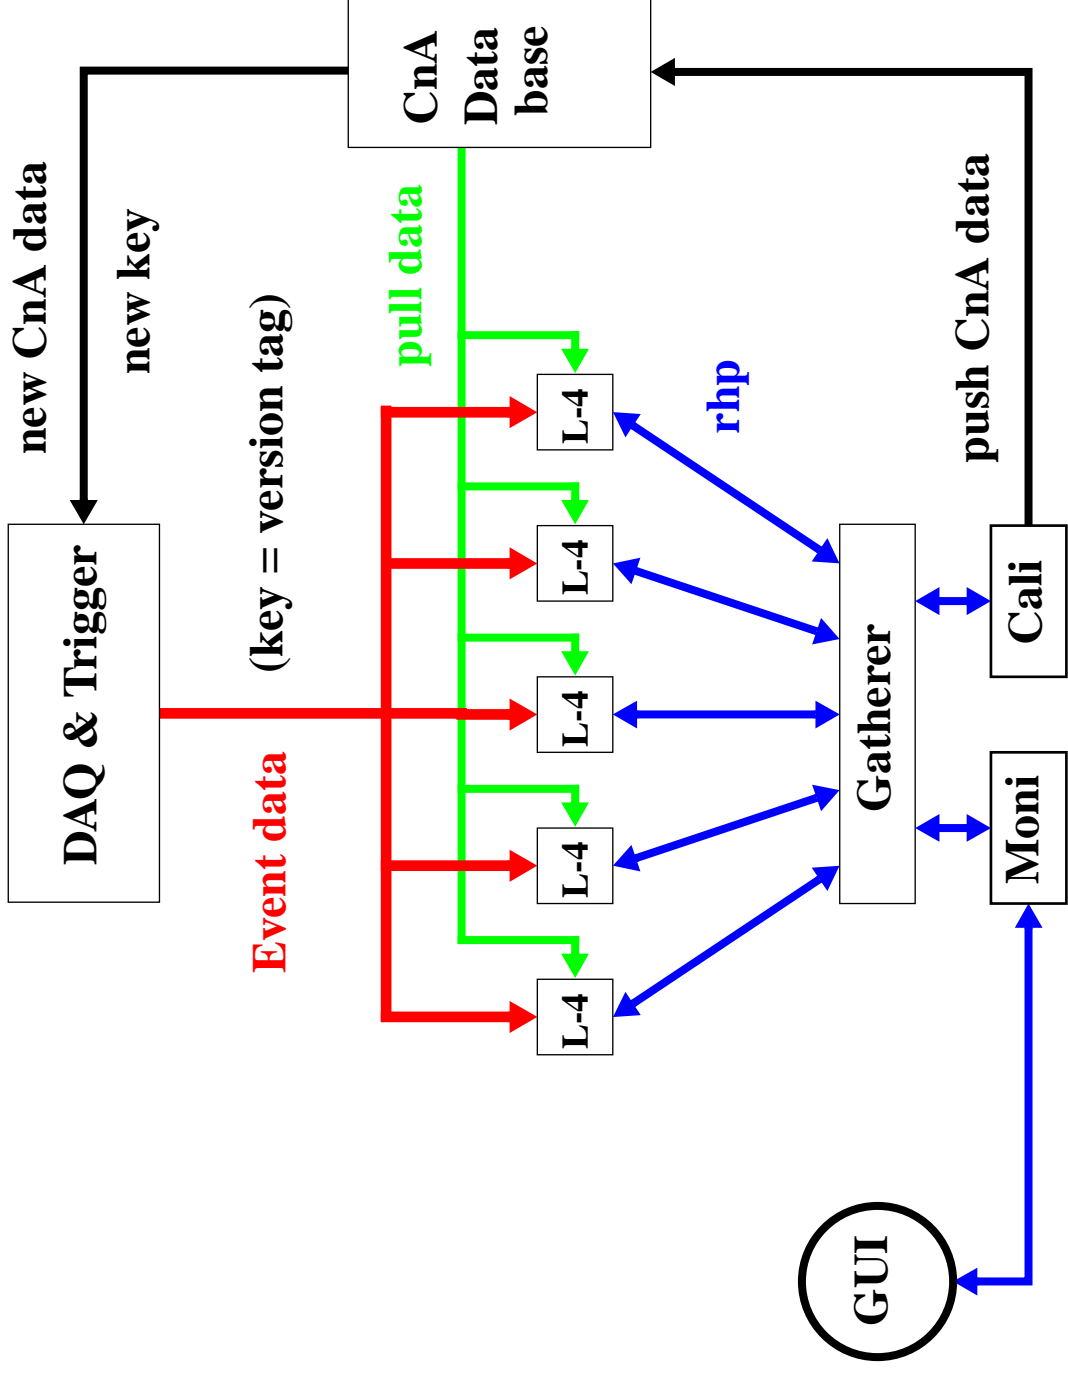 new CnA data
new key
DAQ & Trigger
(key = version tag)
Event data
pull data
CnA
Data
base
L-4
L-4
L-4
L-4
L-4
rhp
Gatherer
push CnA data
Moni
Cali
GUI